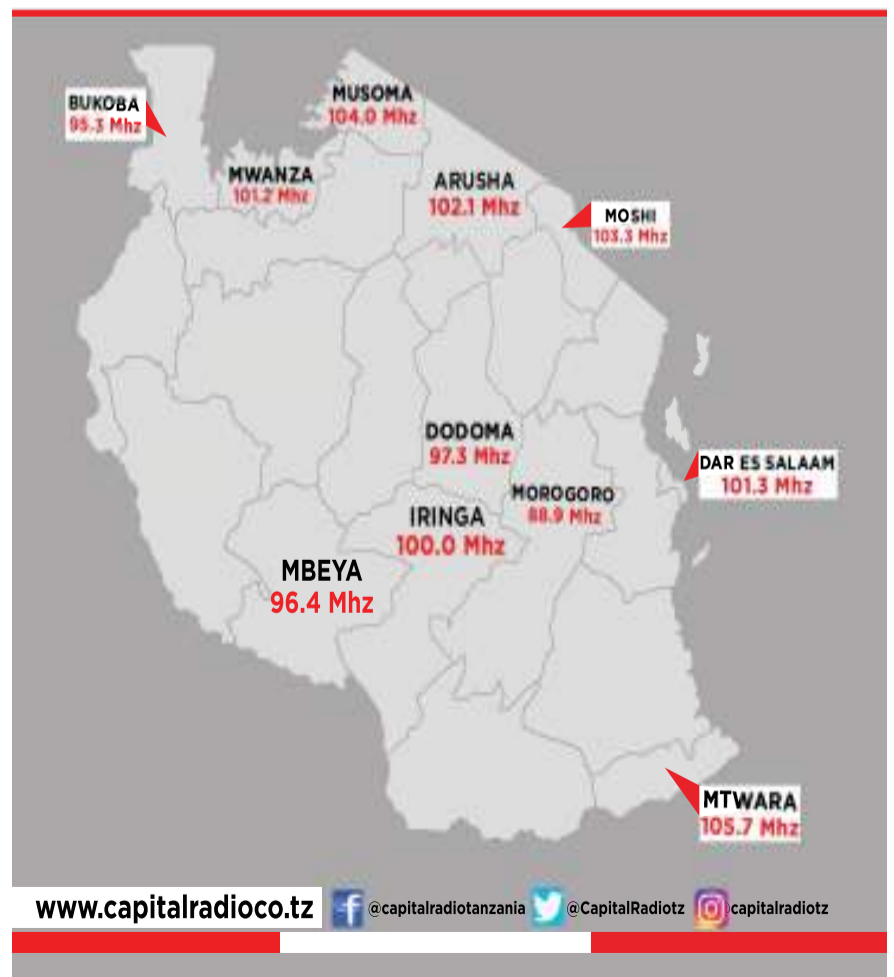 BUKOBA
95.3 Mhz
MUSOMA
104.0 Mhz
MWANZA
101.2 Mhz
ARUSHA
102.1 Mhz
MOSHI
103.3 Mhz
DODOMA
97.3 Mhz
DAR ES SALAAM
101.3 Mhz
MOROGORO
88.9 Mhz
IRINGA
100.0 Mhz
MBEYA
96.4 Mhz
MTWARA
105.7 Mhz
www.capitalradioco.tz @capitalradiotanzania @CapitalRadiotz capitalradiotz